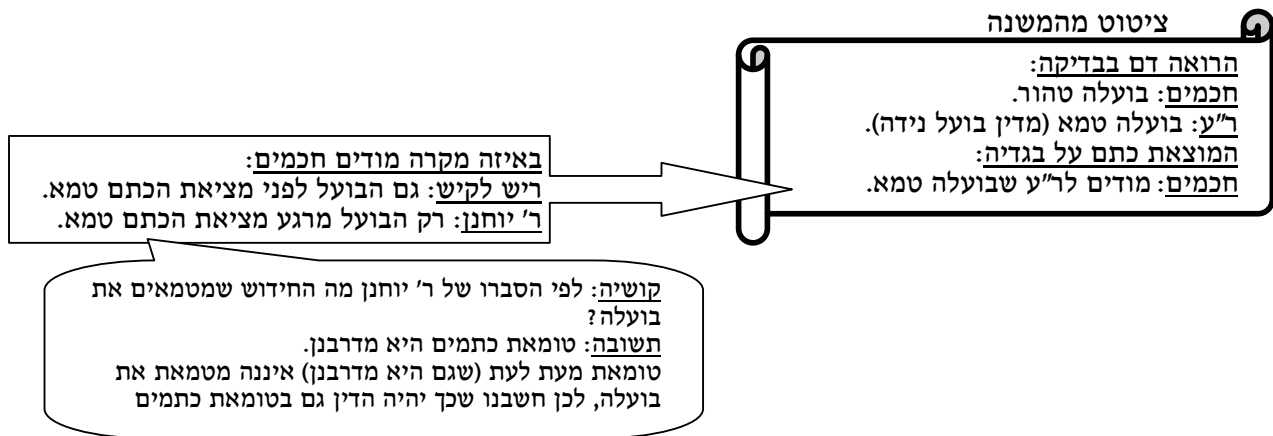 ציטוט מהמשנה
הרואה דם בבדיקה:
חכמים: בועלה טהור.
ר"ע: בועלה טמא (מדין בועל נידה).
המוצאת כתם על בגדיה:
חכמים: מודים לר"ע שבועלה טמא.
באיזה מקרה מודים חכמים:
ריש לקיש: גם הבועל לפני מציאת הכתם טמא.
ר' יוחנן: רק הבועל מרגע מציאת הכתם טמא.
קושיה: לפי הסברו של ר' יוחנן מה החידוש שמטמאים את
בועלה?
תשובה: טומאת כתמים היא מדרבנן.
טומאת מעת לעת (שגם היא מדרבנן) איננה מטמאת את
בועלה, לכן חשבנו שכך יהיה הדין גם בטומאת כתמים